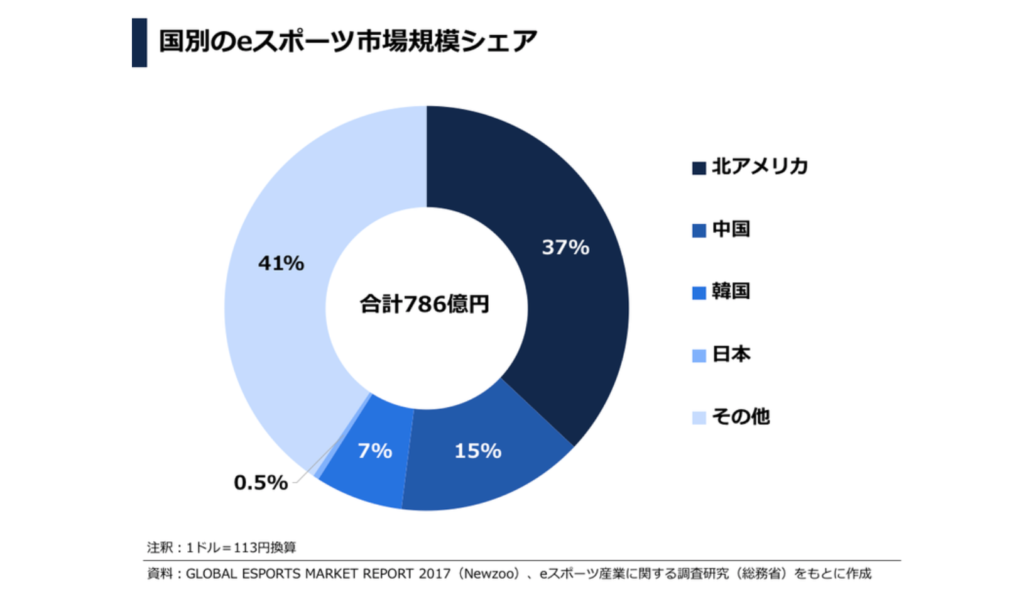 国別のeスポーツ市場規模シェア
北アメリカ
37%
中国
41%
韓国
合計786億円
日本
その他
7%
15%
0.5%
注釈：1ドル＝113円換算
資料：GLOBAL ESPORTS MARKET REPORT 2017（Newzoo）、eスポーツ産業に関する調査研究（総務省）をもとに作成